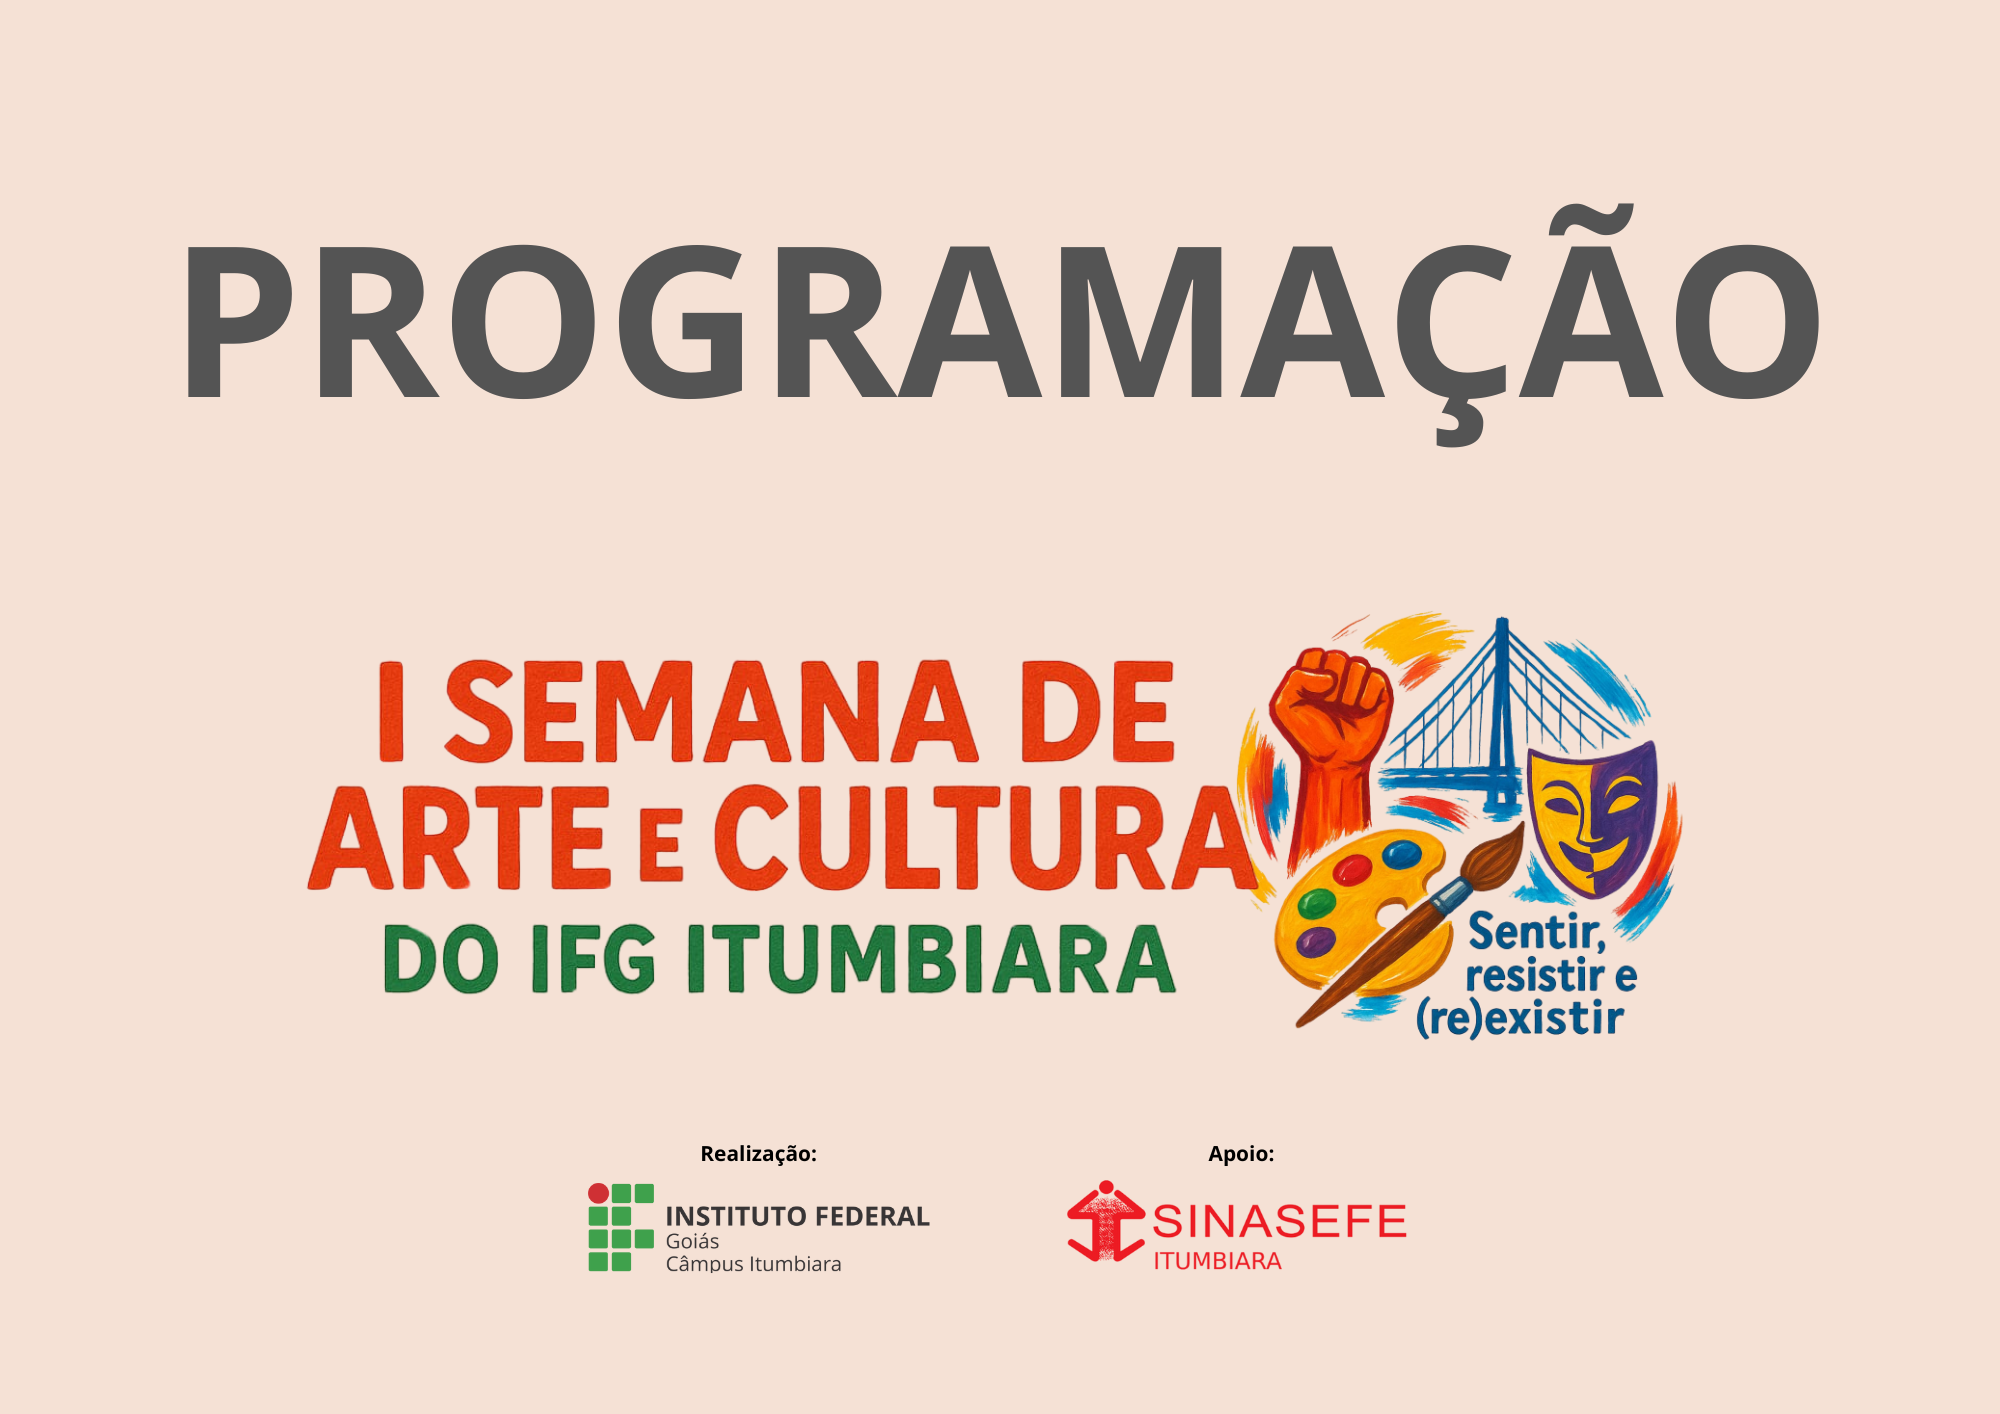 PROGRAMAÇÃO
I SEMANA DE
ARTE E CULTURA
DO IFG ITUMBIARA
Sentir,
resistir e
(re)existir
Realização:
INSTITUTO FEDERAL
Goiás
Câmpus Itumbiara
Apoio:
SINASEFE
ITUMBIARA